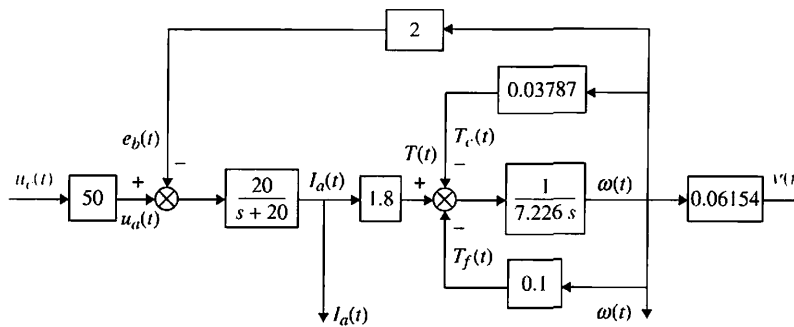 2
0.03787
e_b(t)
T_c(t)
−
−
u_c(t)
50
+
u_a(t)
20
s + 20
I_a(t)
1.8
T(t)
+
1
7.226 s
ω(t)
0.06154
v(t)
−
T_f(t)
0.1
I_a(t)
ω(t)